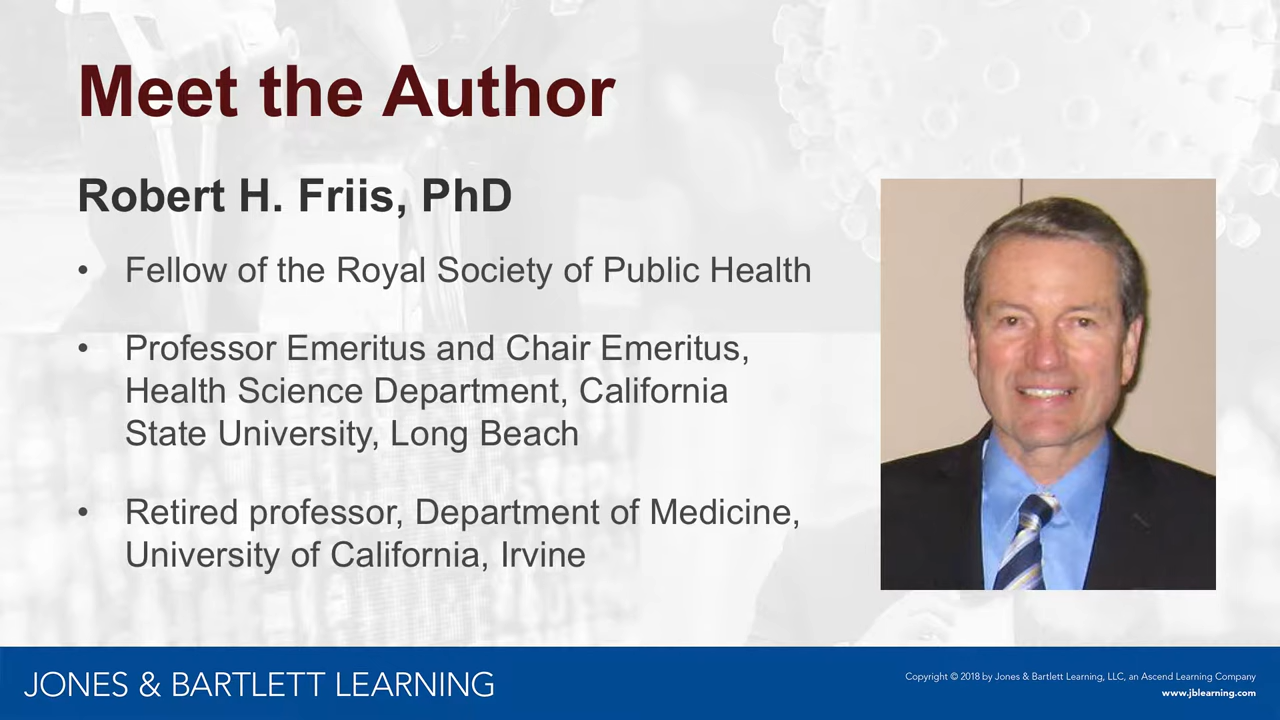 Meet the Author
Robert H. Friis, PhD
• Fellow of the Royal Society of Public Health
• Professor Emeritus and Chair Emeritus,
Health Science Department, California
State University, Long Beach
• Retired professor, Department of Medicine,
University of California, Irvine
JONES & BARTLETT LEARNING
Copyright © 2018 by Jones & Bartlett Learning, LLC, an Ascend Learning Company
www.jblearning.com